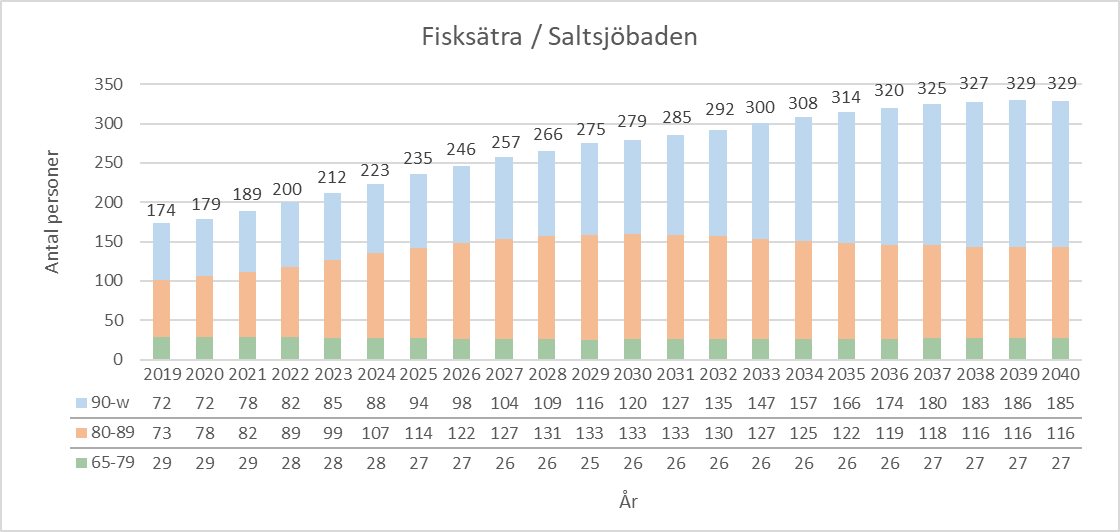 Fisksätra / Saltsjöbaden
Antal personer
350
300
250
200
150
100
50
0
174 179 189 200 212 223 235 246 257 266 275 279 285 292 300 308 314 320 325 327 329 329
2019 2020 2021 2022 2023 2024 2025 2026 2027 2028 2029 2030 2031 2032 2033 2034 2035 2036 2037 2038 2039 2040
90-w 72 72 78 82 85 88 94 98 104 109 116 120 127 135 147 157 166 174 180 183 186 185
80-89 73 78 82 89 99 107 114 122 127 131 133 133 133 130 127 125 122 119 118 116 116 116
65-79 29 29 29 28 28 28 27 27 26 26 25 26 26 26 26 26 26 26 27 27 27 27
År